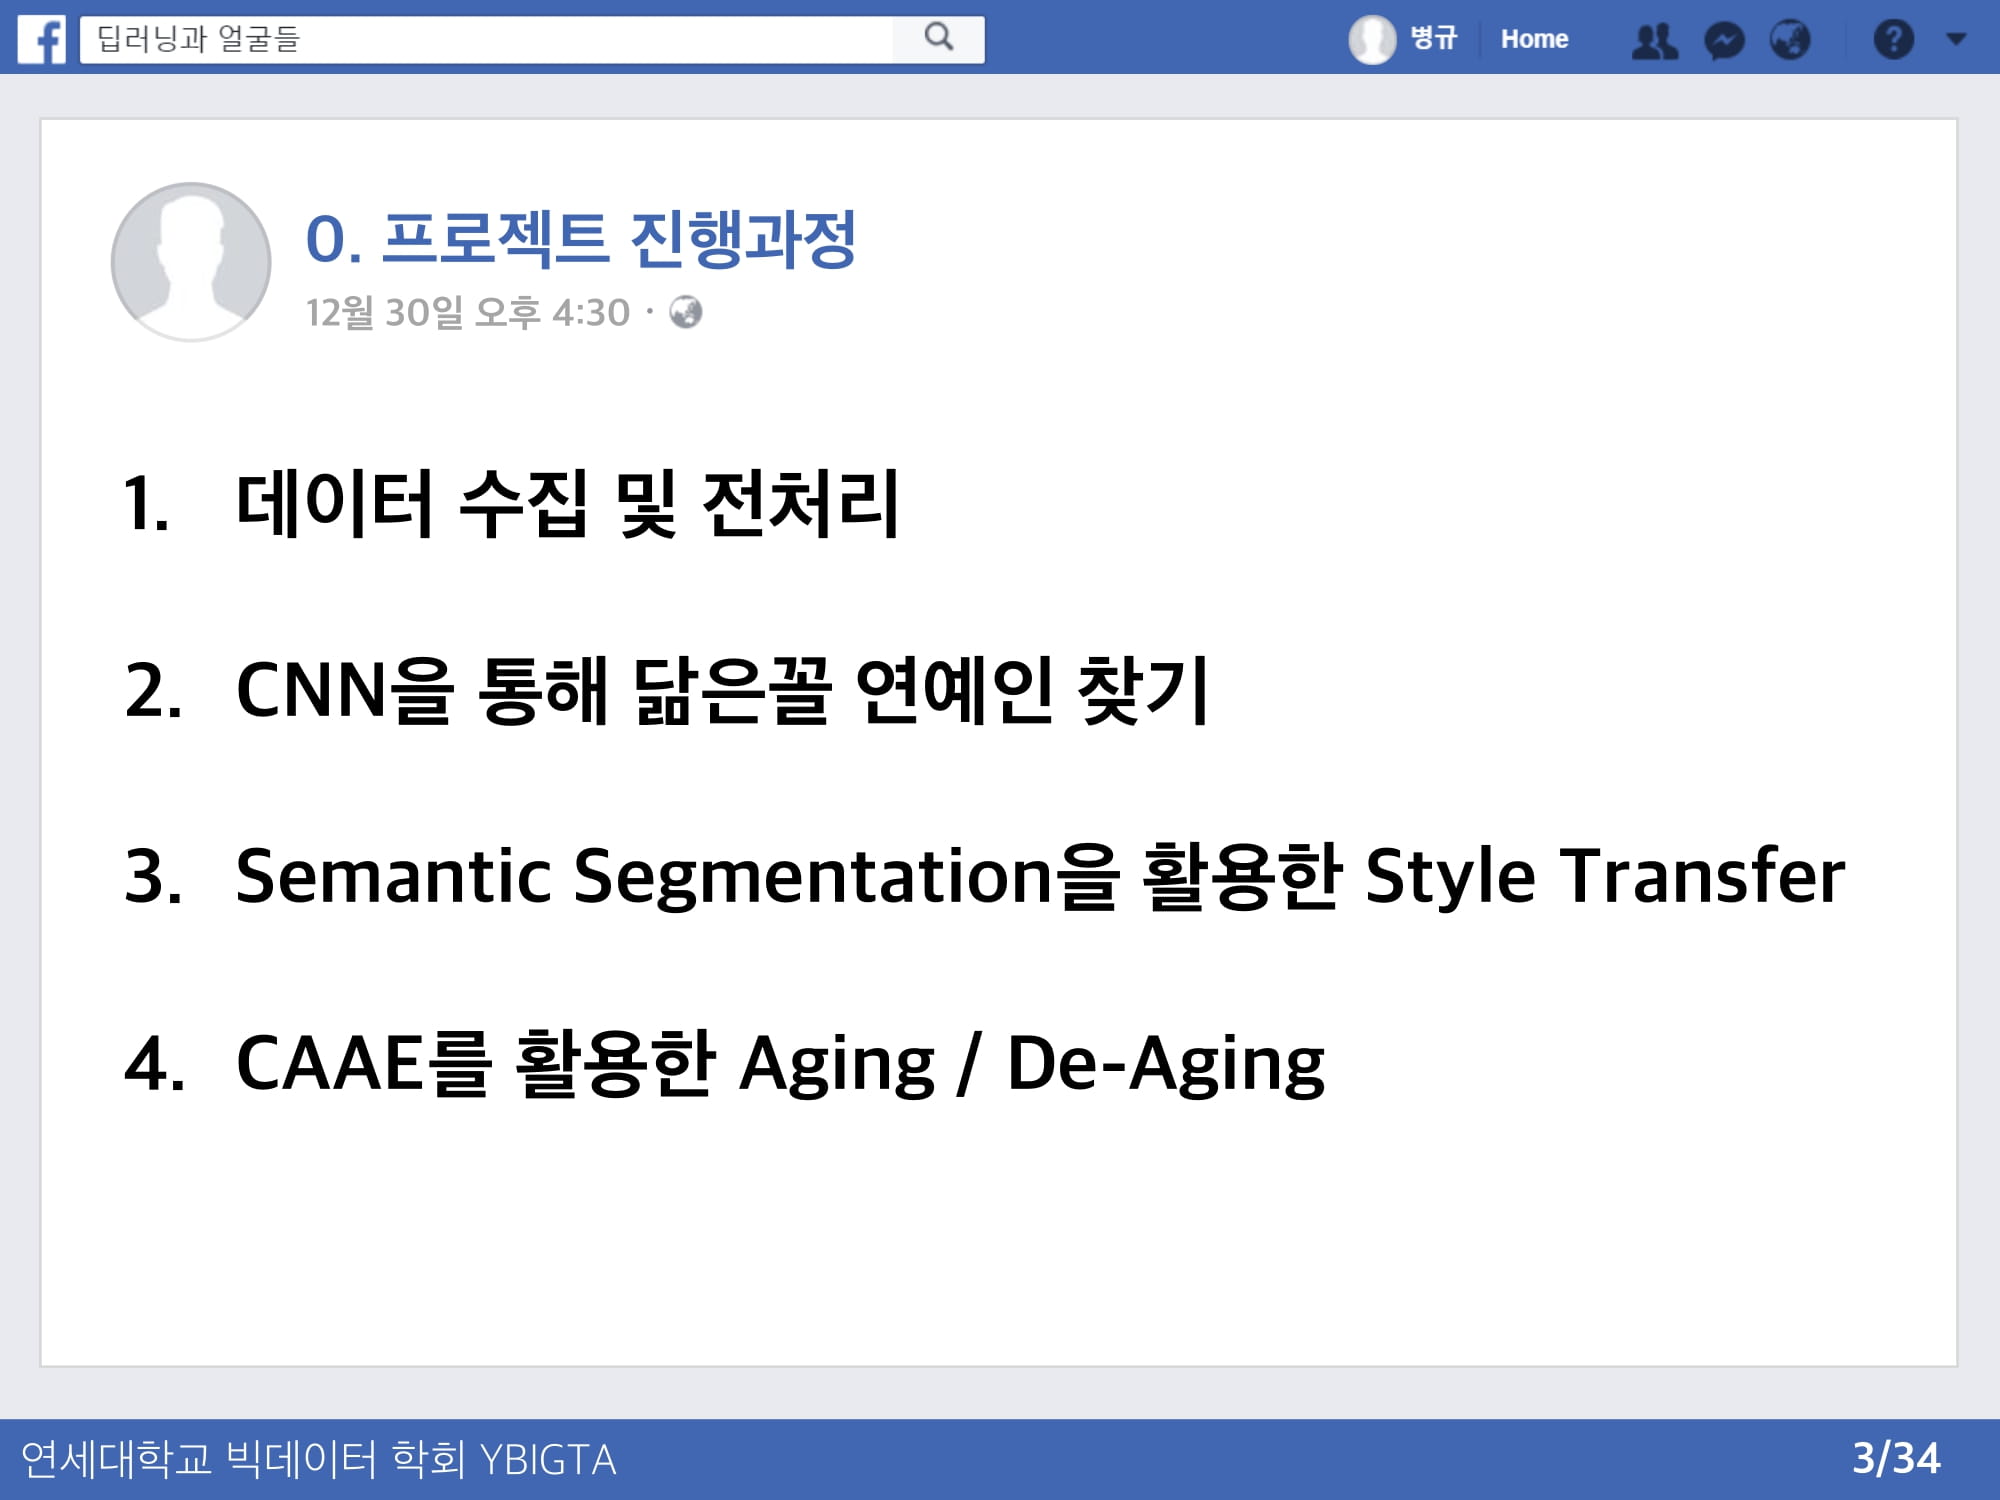 딥러닝과 얼굴들
병규 Home
0. 프로젝트 진행과정
12월 30일 오후 4:30 ·
1. 데이터 수집 및 전처리
2. CNN을 통해 닮은꼴 연예인 찾기
3. Semantic Segmentation을 활용한 Style Transfer
4. CAAE를 활용한 Aging / De-Aging
연세대학교 빅데이터 학회 YBIGTA
3/34